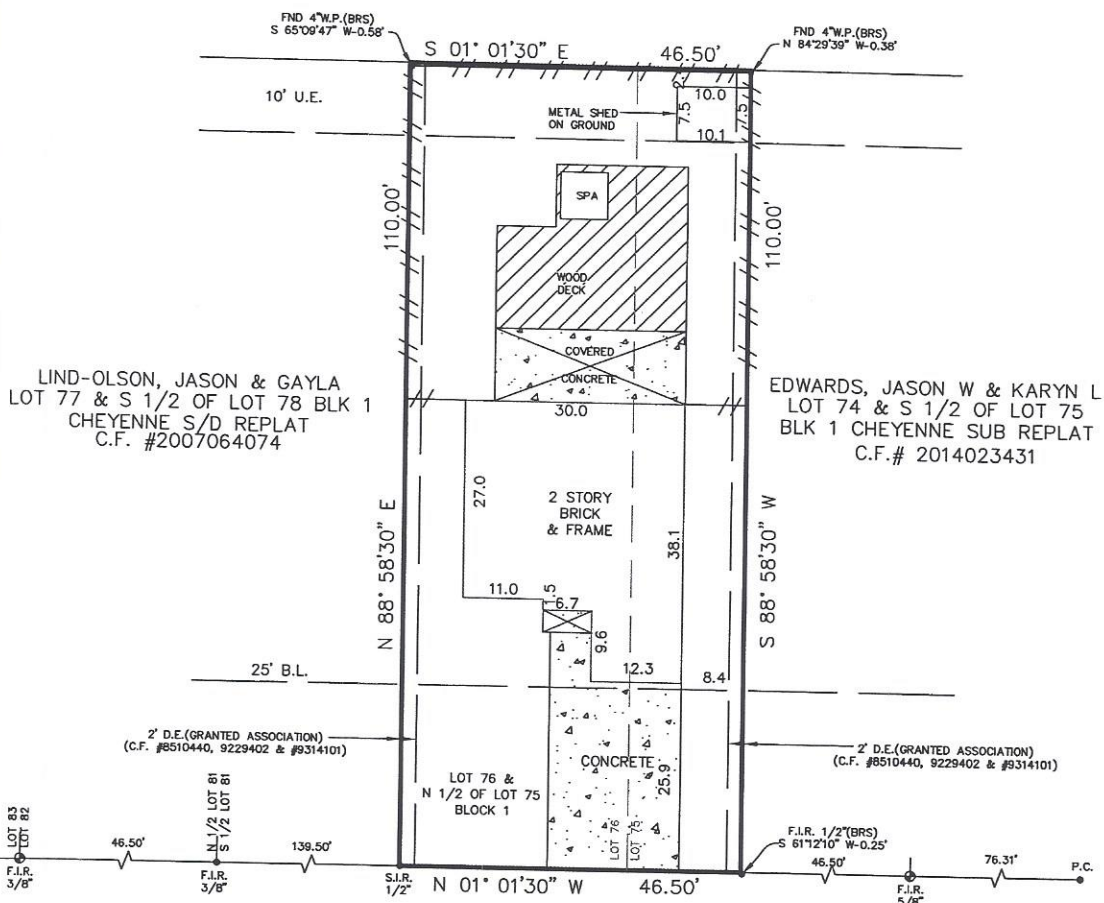 FND 4"W.P.(BRS)
S 65°09'47" W-0.58'
FND 4"W.P.(BRS)
N 84°29'39" W-0.38'
S 01° 01'30" E
46.50'
10' U.E.
METAL SHED
ON GROUND
10.0
7.5
7.5
10.1
110.00'
110.00'
SPA
WOOD
DECK
COVERED
CONCRETE
30.0
LIND-OLSON, JASON & GAYLA
LOT 77 & S 1/2 OF LOT 78 BLK 1
CHEYENNE S/D REPLAT
C.F. #2007064074
EDWARDS, JASON W & KARYN L
LOT 74 & S 1/2 OF LOT 75
BLK 1 CHEYENNE SUB REPLAT
C.F.# 2014023431
27.0
2 STORY
BRICK
& FRAME
38.1
N 88° 58'30" E
S 88° 58'30" W
11.0
1.5
6.7
9.6
12.3
8.4
25' B.L.
2' D.E.(GRANTED ASSOCIATION)
(C.F. #8510440, 9229402 & #9314101)
2' D.E.(GRANTED ASSOCIATION)
(C.F. #8510440, 9229402 & #9314101)
CONCRETE
25.9
LOT 76 &
N 1/2 OF LOT 75
BLOCK 1
LOT 76
LOT 75
LOT 83
LOT 82
N 1/2 LOT 81
S 1/2 LOT 81
F.I.R. 1/2"(BRS)
S 61°12'10" W-0.25'
46.50'
139.50'
46.50'
76.31'
P.C.
F.I.R.
3/8"
F.I.R.
3/8"
S.I.R.
1/2"
N 01° 01'30" W
46.50'
F.I.R.
5/8"